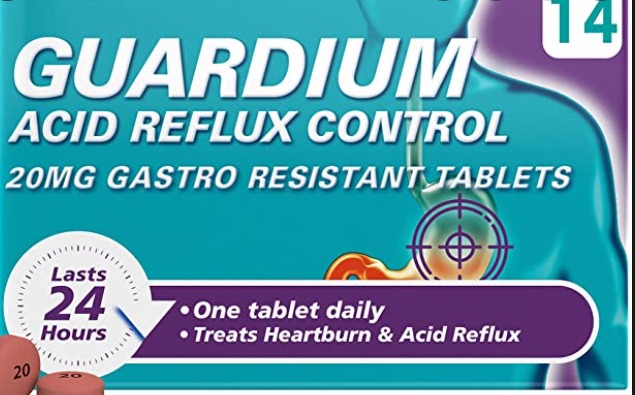 14
GUARDIUM
ACID REFLUX CONTROL
20MG GASTRO RESISTANT TABLETS
Lasts
24
Hours
• One tablet daily
• Treats Heartburn & Acid Reflux
20
20